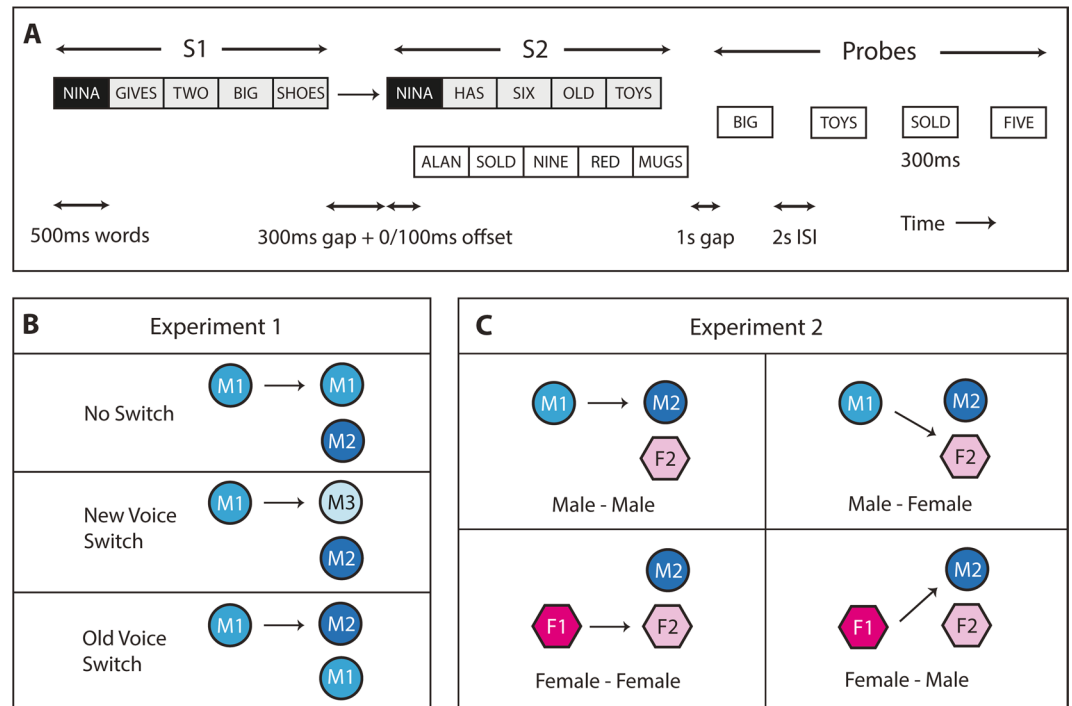 A
S1
S2
Probes
NINA GIVES TWO BIG SHOES
NINA HAS SIX OLD TOYS
BIG TOYS SOLD FIVE
ALAN SOLD NINE RED MUGS
300ms
500ms words
300ms gap + 0/100ms offset
1s gap
2s ISI
Time
B
Experiment 1
No Switch
M1
M1
M2
New Voice
Switch
M1
M3
M2
Old Voice
Switch
M1
M2
M1
C
Experiment 2
M1
M2
F2
Male - Male
M1
M2
F2
Male - Female
M2
F1
F2
Female - Female
M2
F1
F2
Female - Male